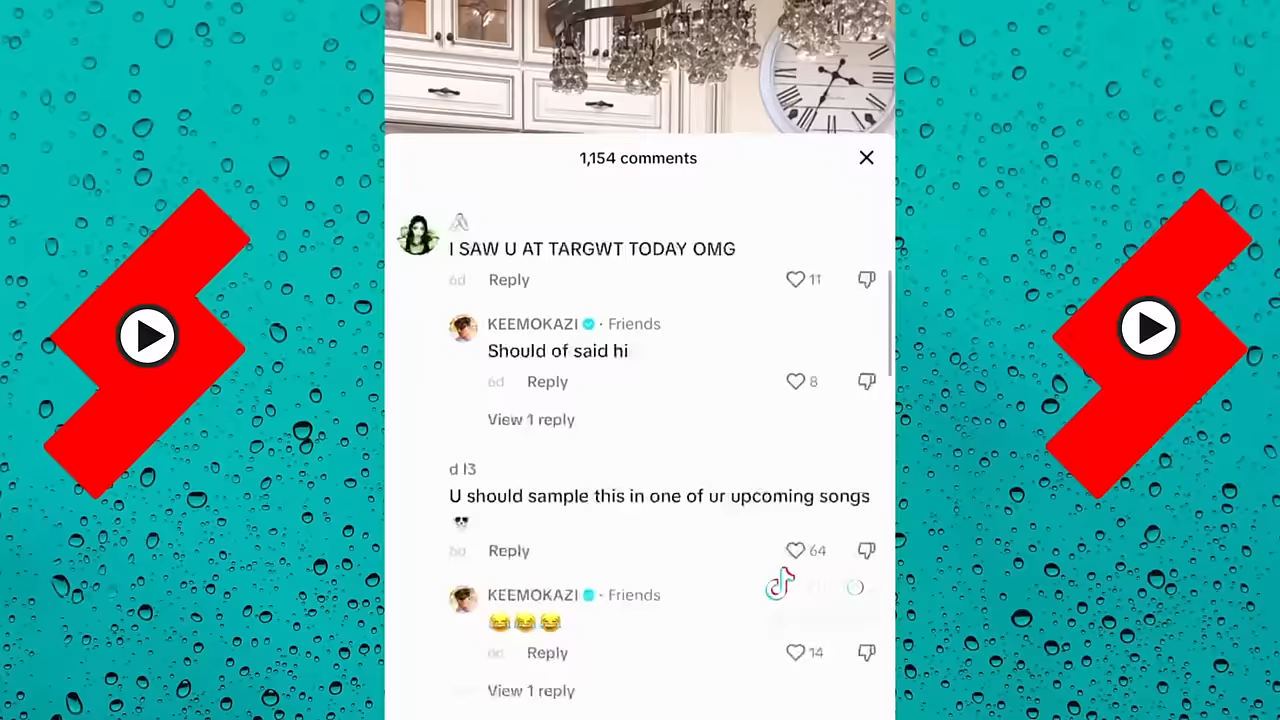 1,154 comments
I SAW U AT TARGWT TODAY OMG
6d Reply 11
KEEMOKAZI · Friends
Should of said hi
6d Reply 8
View 1 reply
d l3
U should sample this in one of ur upcoming songs
6d Reply 64
KEEMOKAZI · Friends
😂😂😂
6d Reply 14
View 1 reply